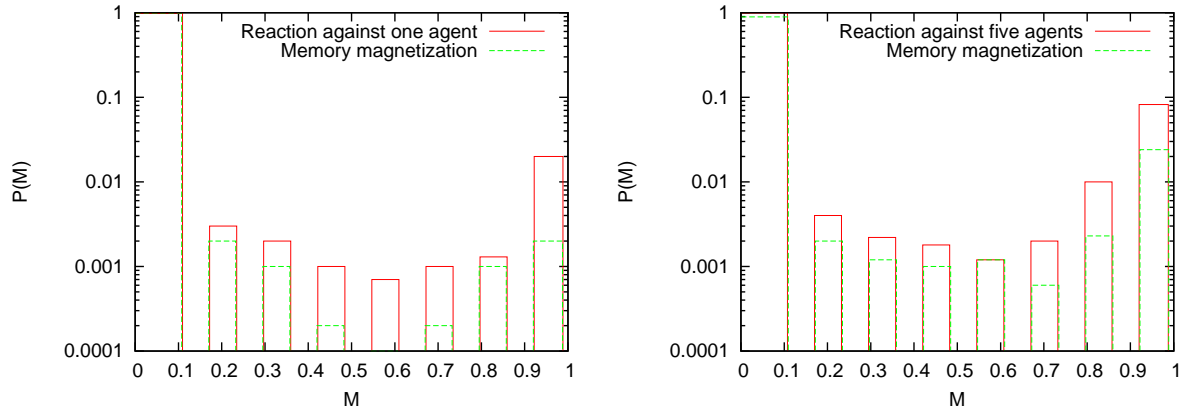 Reaction against one agent
Memory magnetization
1
0.1
0.01
0.001
0.0001
P(M)
0 0.1 0.2 0.3 0.4 0.5 0.6 0.7 0.8 0.9 1
M
Reaction against five agents
Memory magnetization
1
0.1
0.01
0.001
0.0001
P(M)
0 0.1 0.2 0.3 0.4 0.5 0.6 0.7 0.8 0.9 1
M